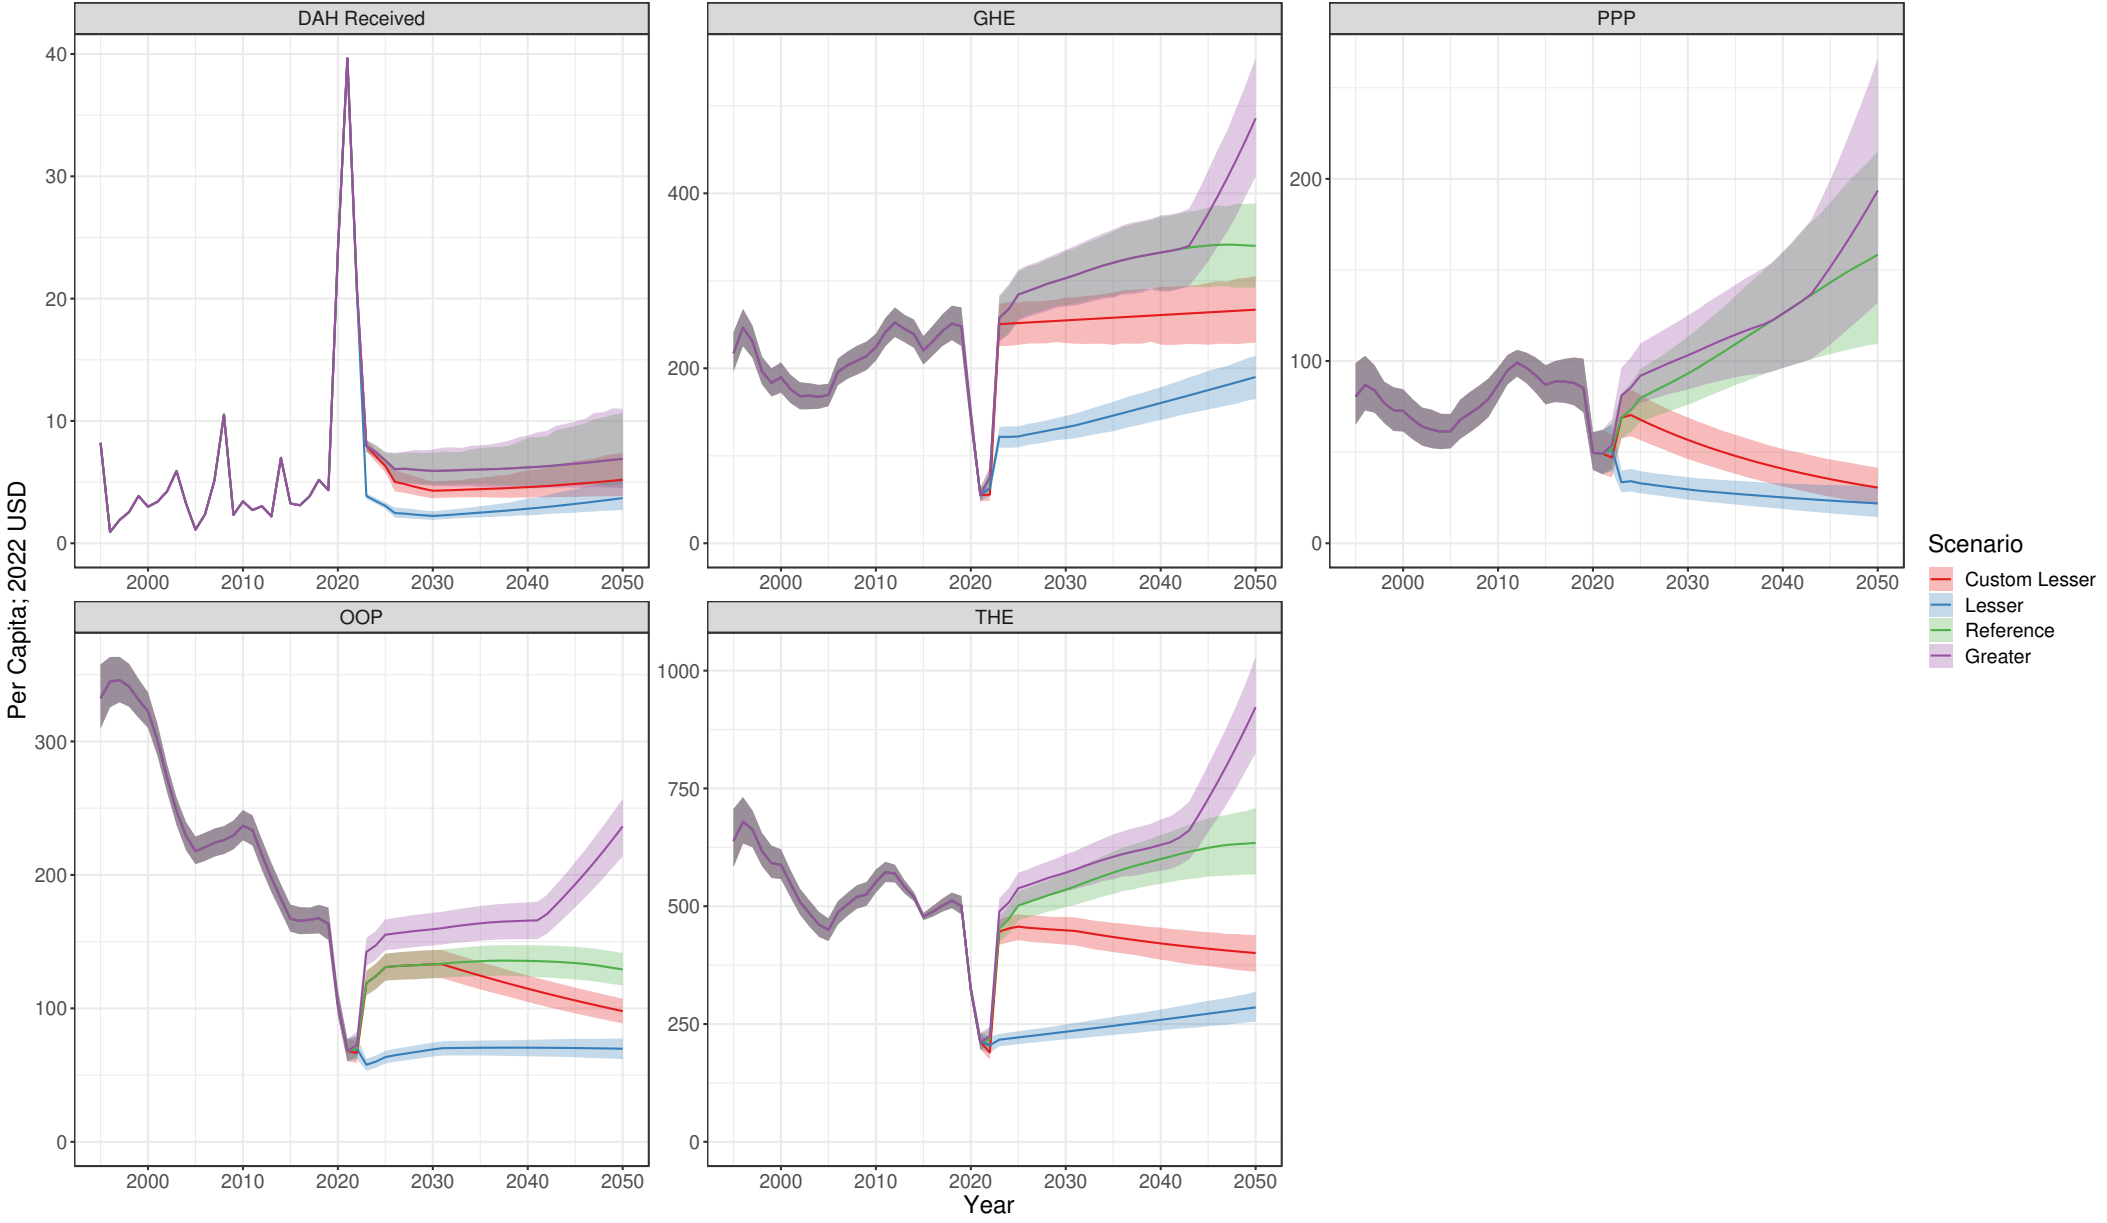 DAH Received
GHE
PPP
40
30
20
10
0
400
200
0
200
100
0
2000 2010 2020 2030 2040 2050
2000 2010 2020 2030 2040 2050
2000 2010 2020 2030 2040 2050
OOP
THE
300
200
100
0
1000
750
500
250
0
2000 2010 2020 2030 2040 2050
2000 2010 2020 2030 2040 2050
Per Capita; 2022 USD
Year
Scenario
Custom Lesser
Lesser
Reference
Greater